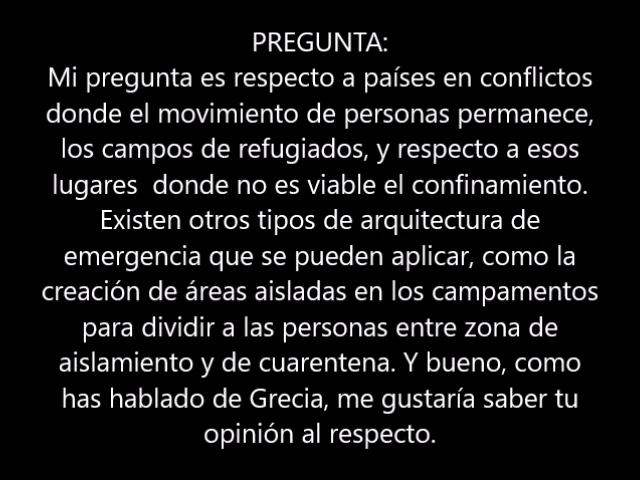 PREGUNTA:
Mi pregunta es respecto a países en conflictos
donde el movimiento de personas permanece,
los campos de refugiados, y respecto a esos
lugares  donde no es viable el confinamiento.
Existen otros tipos de arquitectura de
emergencia que se pueden aplicar, como la
creación de áreas aisladas en los campamentos
para dividir a las personas entre zona de
aislamiento y de cuarentena. Y bueno, como
has hablado de Grecia, me gustaría saber tu
opinión al respecto.